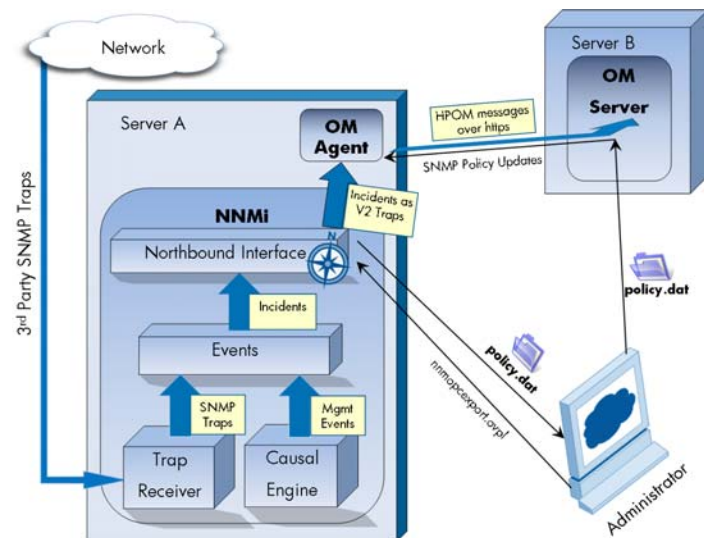 Network
3rd Party SNMP Traps
Server A
OM
Agent
HPOM messages
over https
SNMP Policy Updates
Server B
OM
Server
Incidents as
V2 Traps
NNMi
N
Northbound Interface
Incidents
Events
SNMP
Traps
Mgmt
Events
Trap
Receiver
Causal
Engine
policy.dat
nnmopcexport.ovpl
policy.dat
Administrator